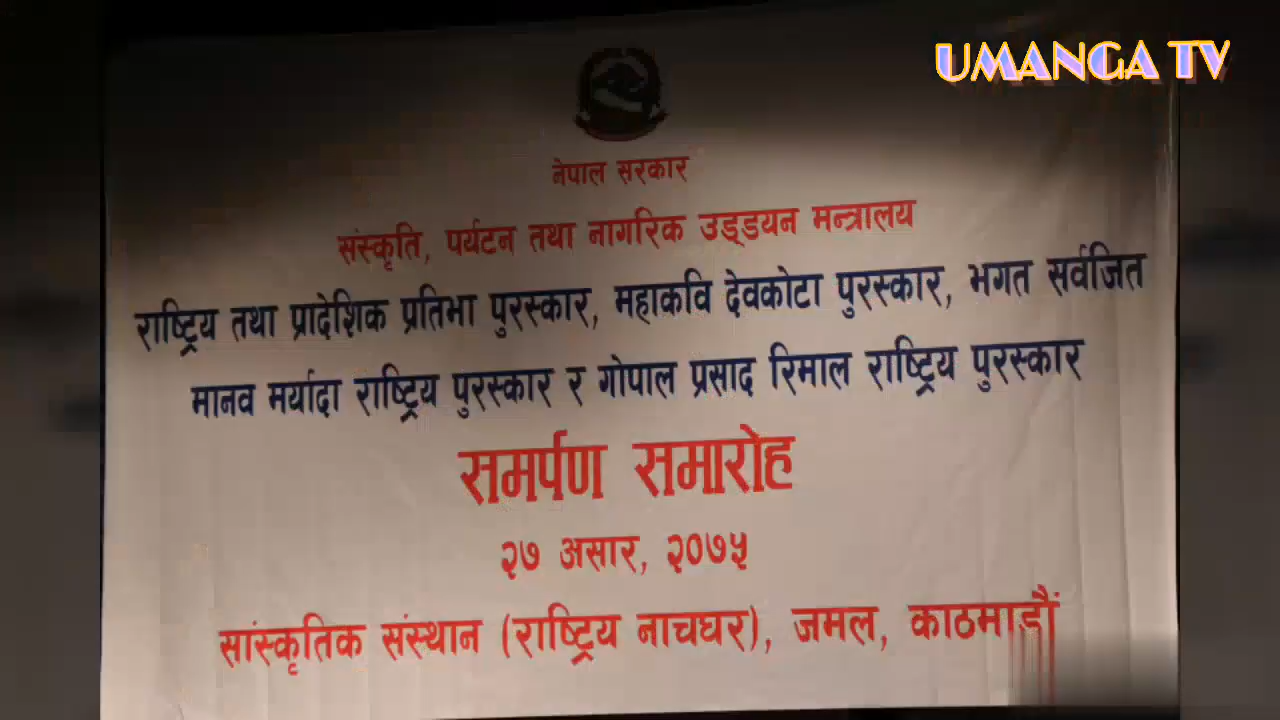 UMANGA TV
नेपाल सरकार
संस्कृति, पर्यटन तथा नागरिक उड्डयन मन्त्रालय
राष्ट्रिय तथा प्रादेशिक प्रतिभा पुरस्कार, महाकवि देवकोटा पुरस्कार, भगत सर्वजित
मानव मर्यादा राष्ट्रिय पुरस्कार र गोपाल प्रसाद रिमाल राष्ट्रिय पुरस्कार
समर्पण समारोह
२७ असार, २०७५
सांस्कृतिक संस्थान (राष्ट्रिय नाचघर), जमल, काठमाडौं